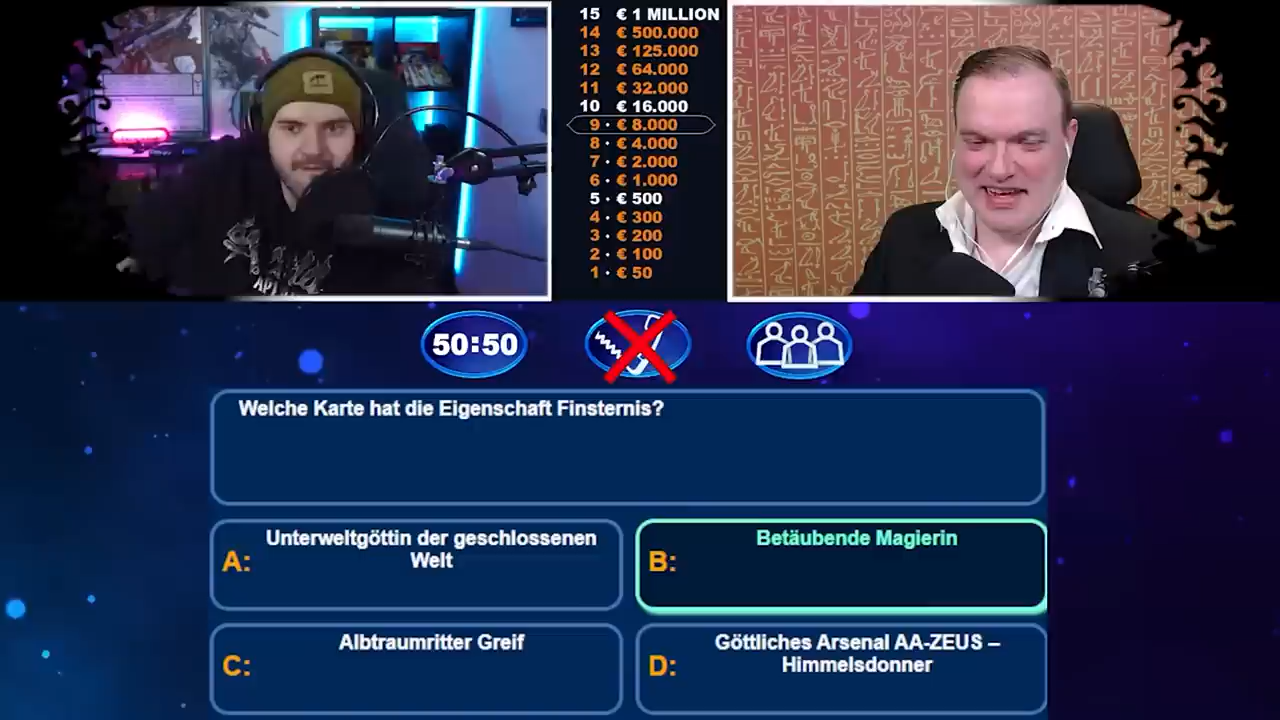 15 € 1 MILLION
14 € 500.000
13 € 125.000
12 € 64.000
11 € 32.000
10 € 16.000
9 · € 8.000
8 · € 4.000
7 · € 2.000
6 · € 1.000
5 · € 500
4 · € 300
3 · € 200
2 · € 100
1 · € 50
50:50
Welche Karte hat die Eigenschaft Finsternis?
A: Unterweltgöttin der geschlossenen
Welt
B: Betäubende Magierin
C: Albtraumritter Greif
D: Göttliches Arsenal AA-ZEUS –
Himmelsdonner